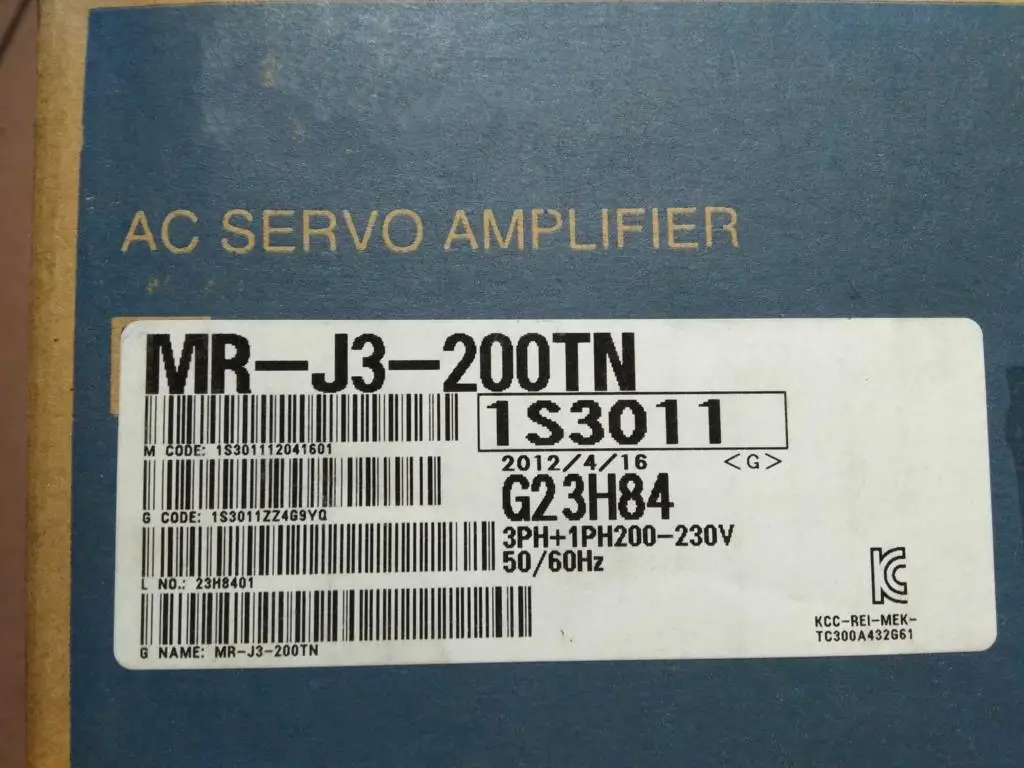 AC SERVO AMPLIFIER
MR-J3-200TN
1S3011
M CODE: 1S301112041601
2012/4/16 <G>
G23H84
G CODE: 1S3011ZZ4G9YQ
3PH+1PH200-230V
50/60Hz
L NO.: 23H8401
KCC-REI-MEK-
TC300A432G61
G NAME: MR-J3-200TN